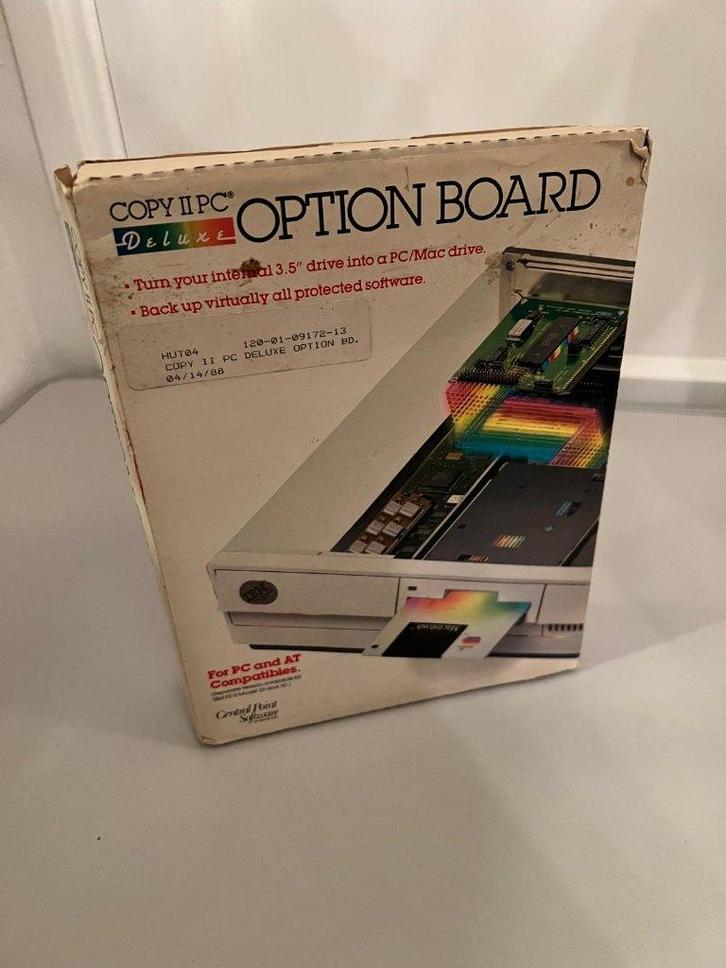 COPY II PC®
Deluxe
OPTION BOARD
• Turn your internal 3.5" drive into a PC/Mac drive.
• Back up virtually all protected software.
HUT04 120-01-09172-13
COPY II PC DELUXE OPTION BD.
04/14/88
IBM
Macintosh
For PC and AT
Compatibles.
Central Point
Software